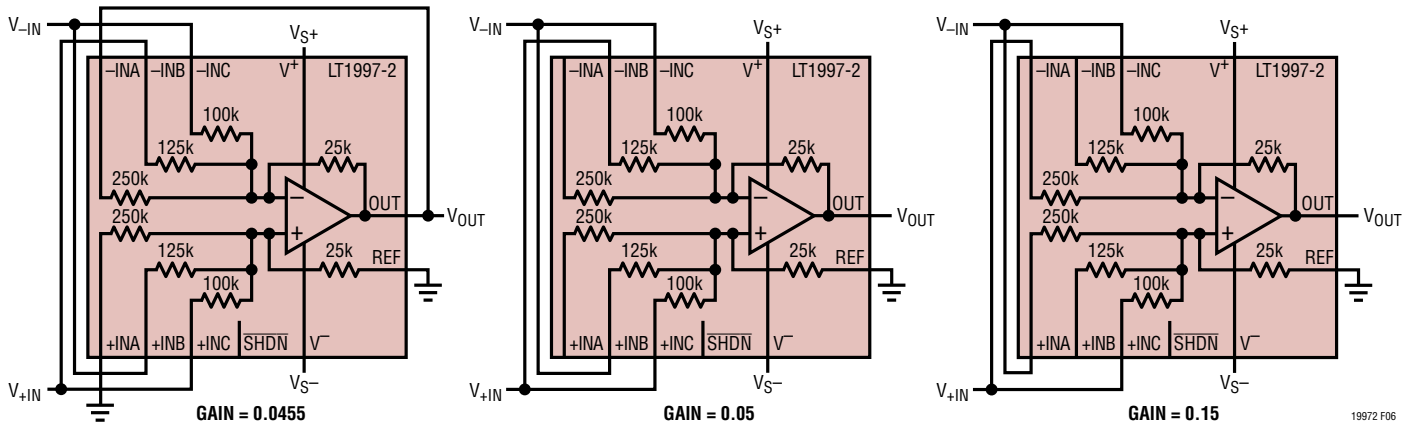 V–IN
VS+
–INA –INB –INC V+ LT1997-2
100k
125k 25k
250k
– OUT
VOUT
250k
+
125k 25k REF
100k
+INA +INB +INC SHDN V–
V+IN
VS–
GAIN = 0.0455
V–IN
VS+
–INA –INB –INC V+ LT1997-2
100k
125k 25k
250k
– OUT
VOUT
250k
+
125k 25k REF
100k
+INA +INB +INC SHDN V–
V+IN
VS–
GAIN = 0.05
V–IN
VS+
–INA –INB –INC V+ LT1997-2
100k
125k 25k
250k
– OUT
VOUT
250k
+
125k 25k REF
100k
+INA +INB +INC SHDN V–
V+IN
VS–
GAIN = 0.15
19972 F06